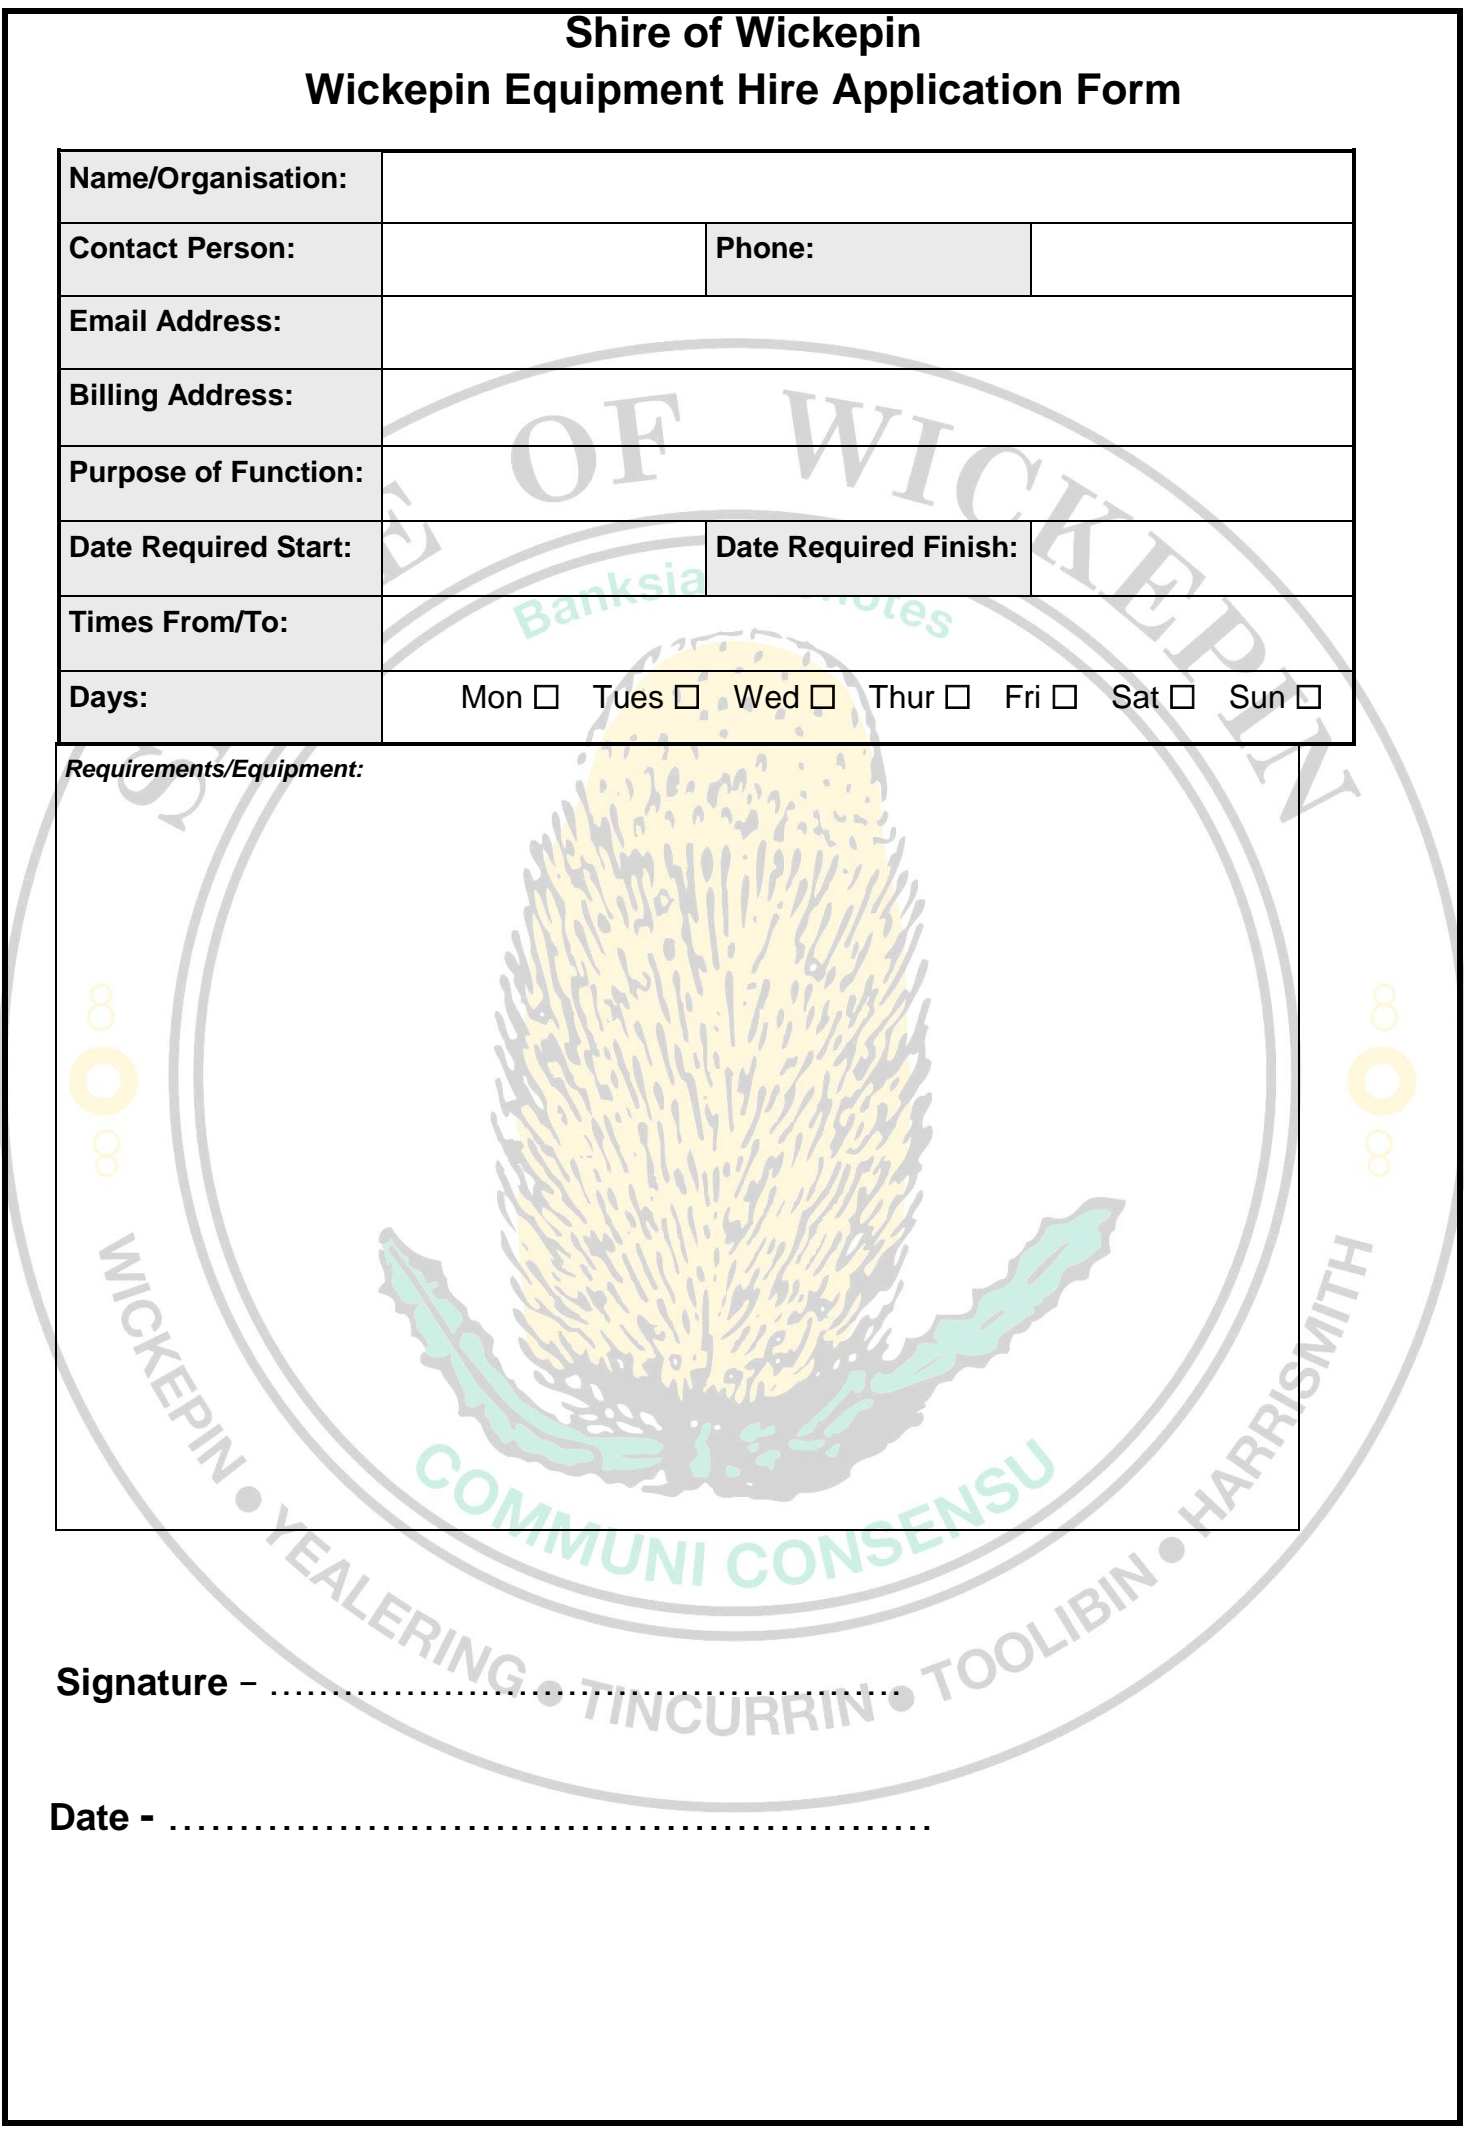 Shire of Wickepin
Wickepin Equipment Hire Application Form
Name/Organisation:
Contact Person: Phone:
Email Address:
Billing Address:
Purpose of Function:
Date Required Start: Date Required Finish:
Times From/To:
Days: Mon ☐ Tues ☐ Wed ☐ Thur ☐ Fri ☐ Sat ☐ Sun ☐
Requirements/Equipment:
OF WICKEPIN
Banksia
COMMUNI CONSENSU
WICKEPIN ● YEALERING ● TINCURRIN ● TOOLIBIN ● HARRISMITH
Signature – ……………………………………………
Date - ………………………………………………